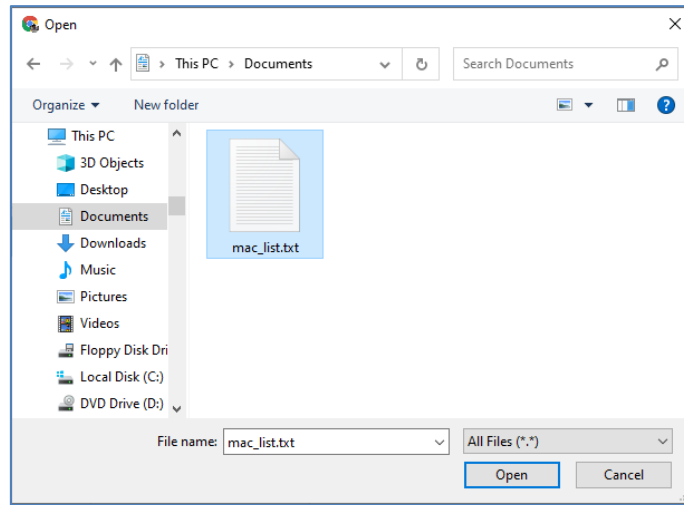 Open
This PC > Documents
Search Documents
Organize
New folder
This PC
3D Objects
Desktop
Documents
Downloads
Music
Pictures
Videos
Floppy Disk Dri
Local Disk (C:)
DVD Drive (D:)
mac_list.txt
File name: mac_list.txt
All Files (*.*)
Open
Cancel